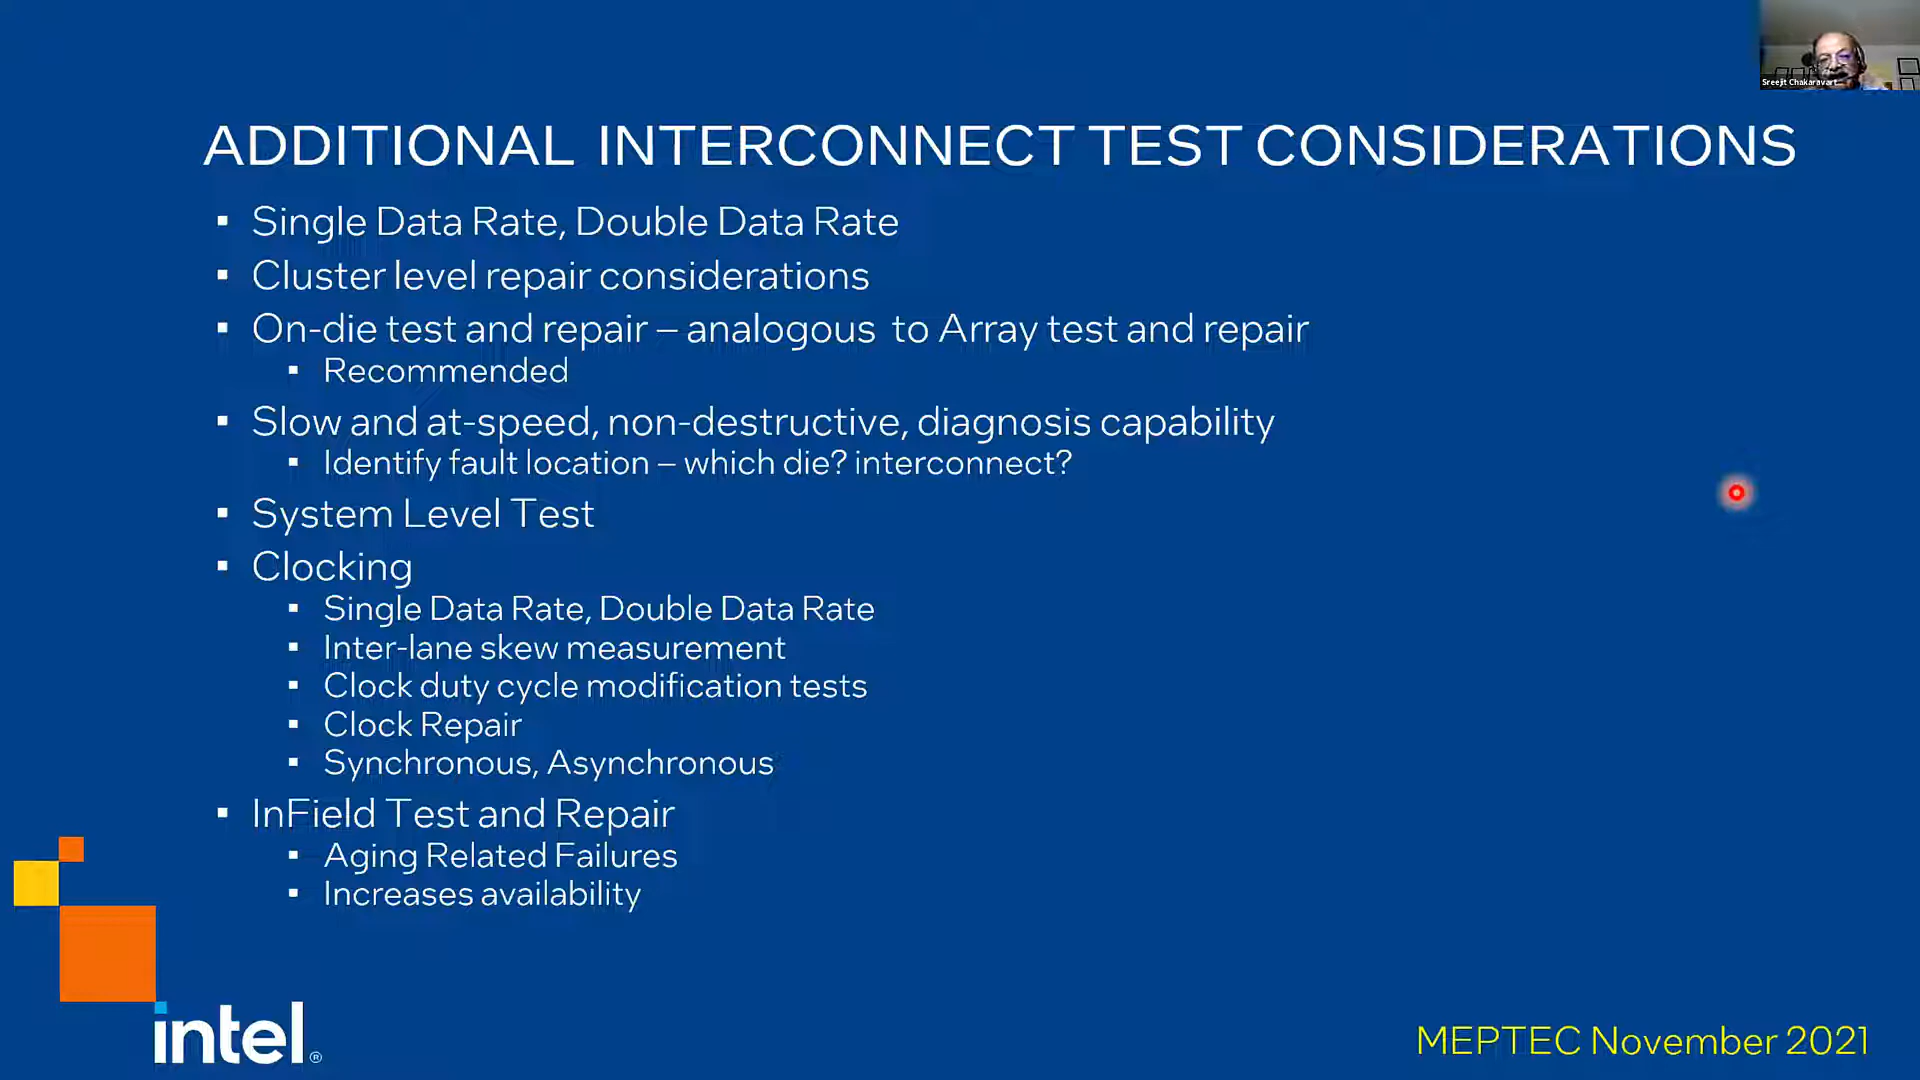 Sreejit Chakaravart
ADDITIONAL INTERCONNECT TEST CONSIDERATIONS
▪ Single Data Rate, Double Data Rate
▪ Cluster level repair considerations
▪ On-die test and repair – analogous to Array test and repair
▪ Recommended
▪ Slow and at-speed, non-destructive, diagnosis capability
▪ Identify fault location – which die? interconnect?
▪ System Level Test
▪ Clocking
▪ Single Data Rate, Double Data Rate
▪ Inter-lane skew measurement
▪ Clock duty cycle modification tests
▪ Clock Repair
▪ Synchronous, Asynchronous
▪ InField Test and Repair
▪ Aging Related Failures
▪ Increases availability
intel®
MEPTEC November 2021